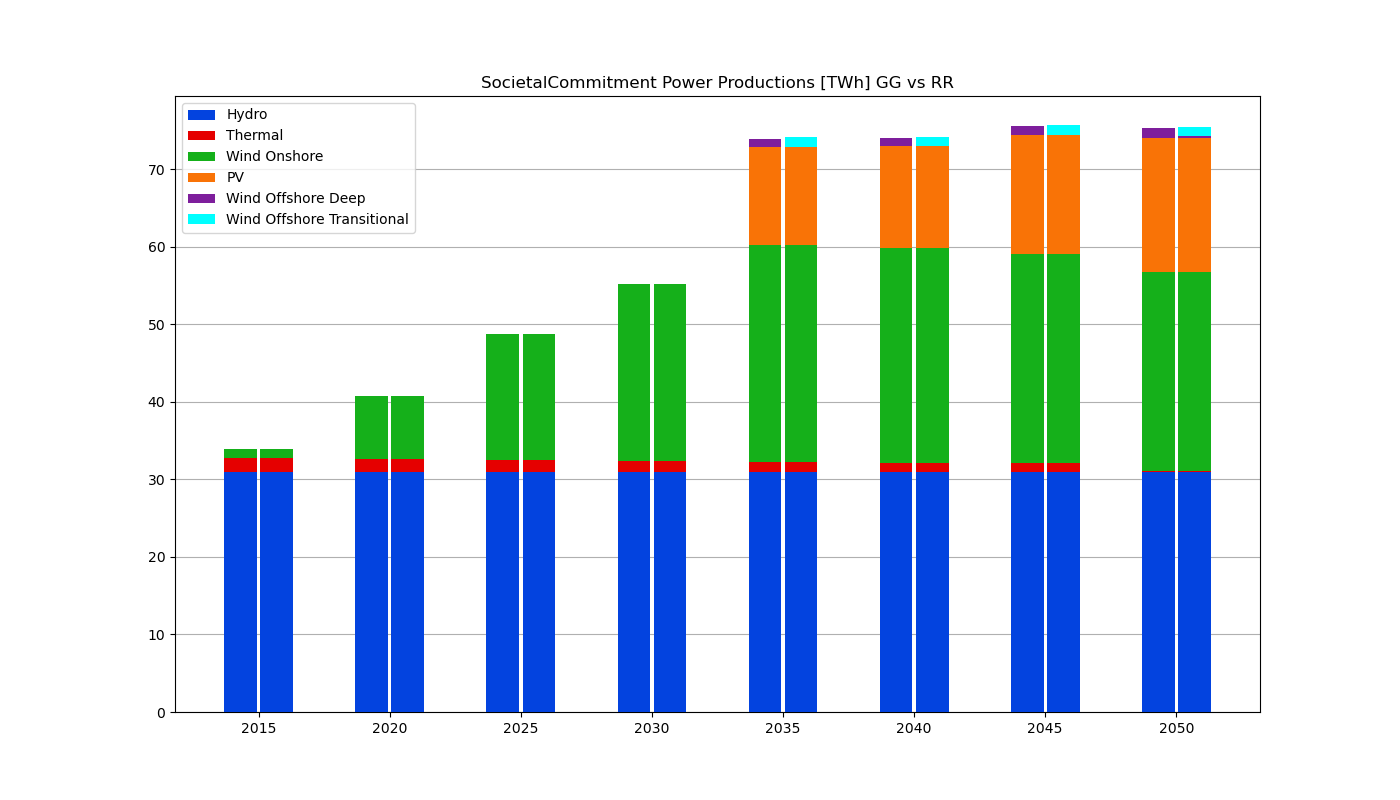 SocietalCommitment Power Productions [TWh] GG vs RR
Hydro
Thermal
Wind Onshore
PV
Wind Offshore Deep
Wind Offshore Transitional
70
60
50
40
30
20
10
0
2015 2020 2025 2030 2035 2040 2045 2050